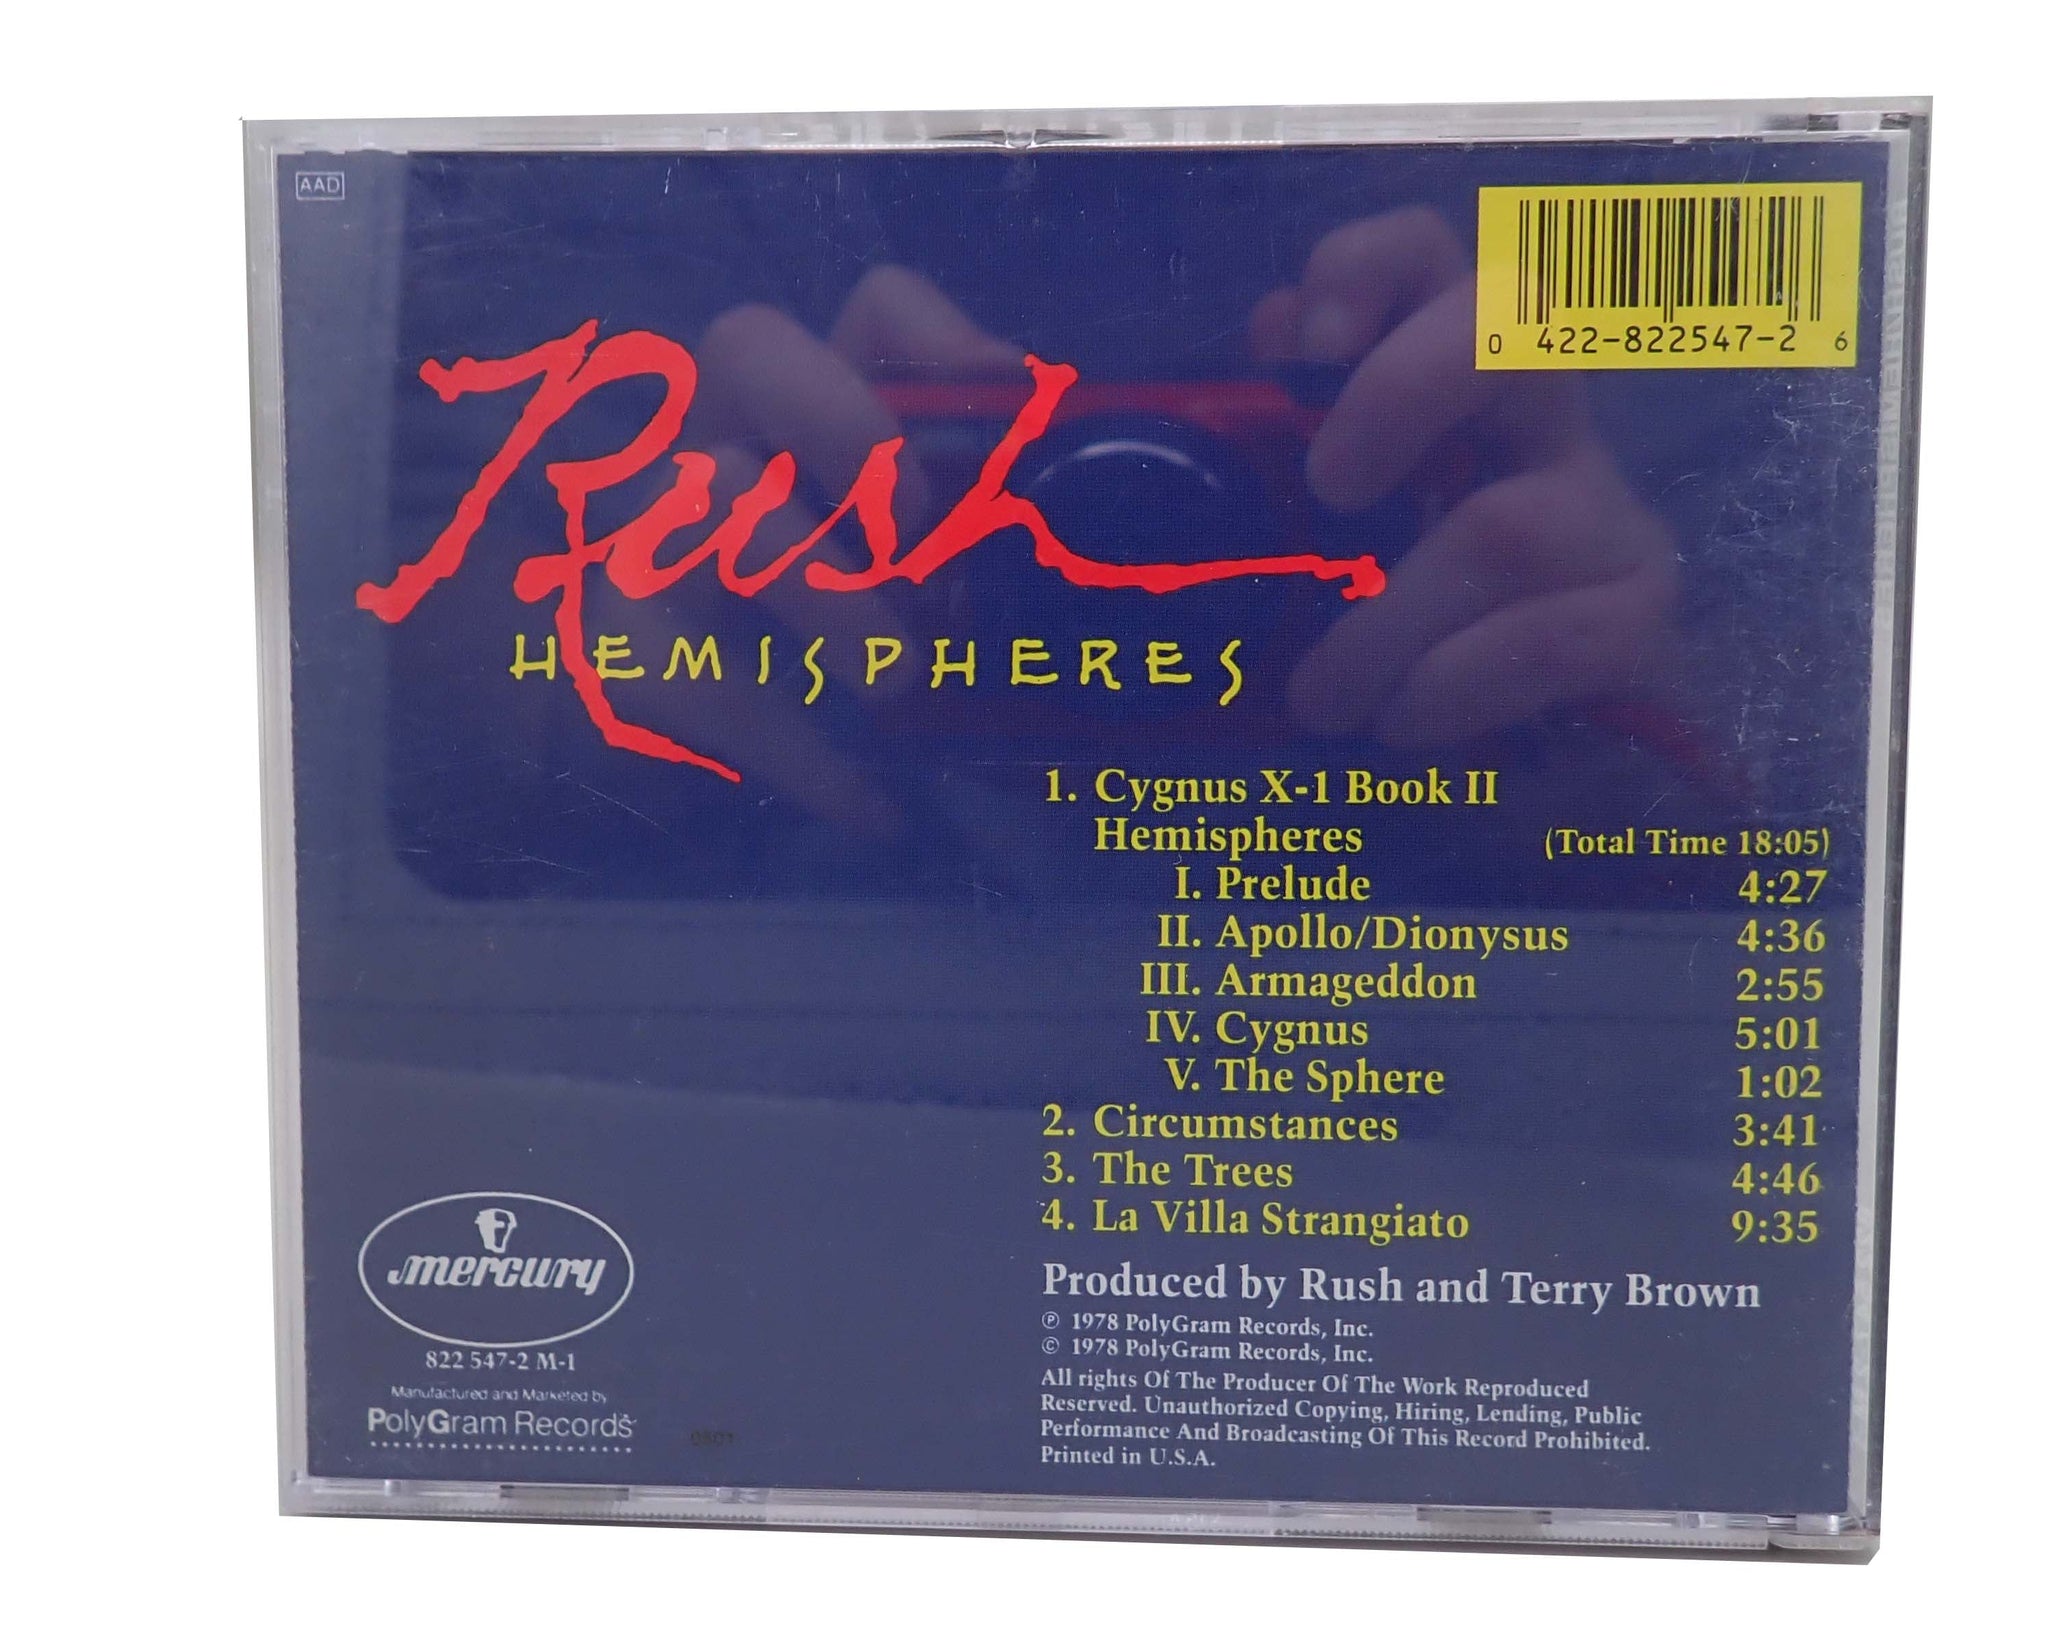 AAD
0 422-822547-2 6
Rush
HEMISPHERES
1. Cygnus X-1 Book II
Hemispheres (Total Time 18:05)
I. Prelude 4:27
II. Apollo/Dionysus 4:36
III. Armageddon 2:55
IV. Cygnus 5:01
V. The Sphere 1:02
2. Circumstances 3:41
3. The Trees 4:46
4. La Villa Strangiato 9:35
Produced by Rush and Terry Brown
℗ 1978 PolyGram Records, Inc.
© 1978 PolyGram Records, Inc.
All rights Of The Producer Of The Work Reproduced
Reserved. Unauthorized Copying, Hiring, Lending, Public
Performance And Broadcasting Of This Record Prohibited.
Printed in U.S.A.
mercury
822 547-2 M-1
Manufactured and Marketed by
PolyGram Records